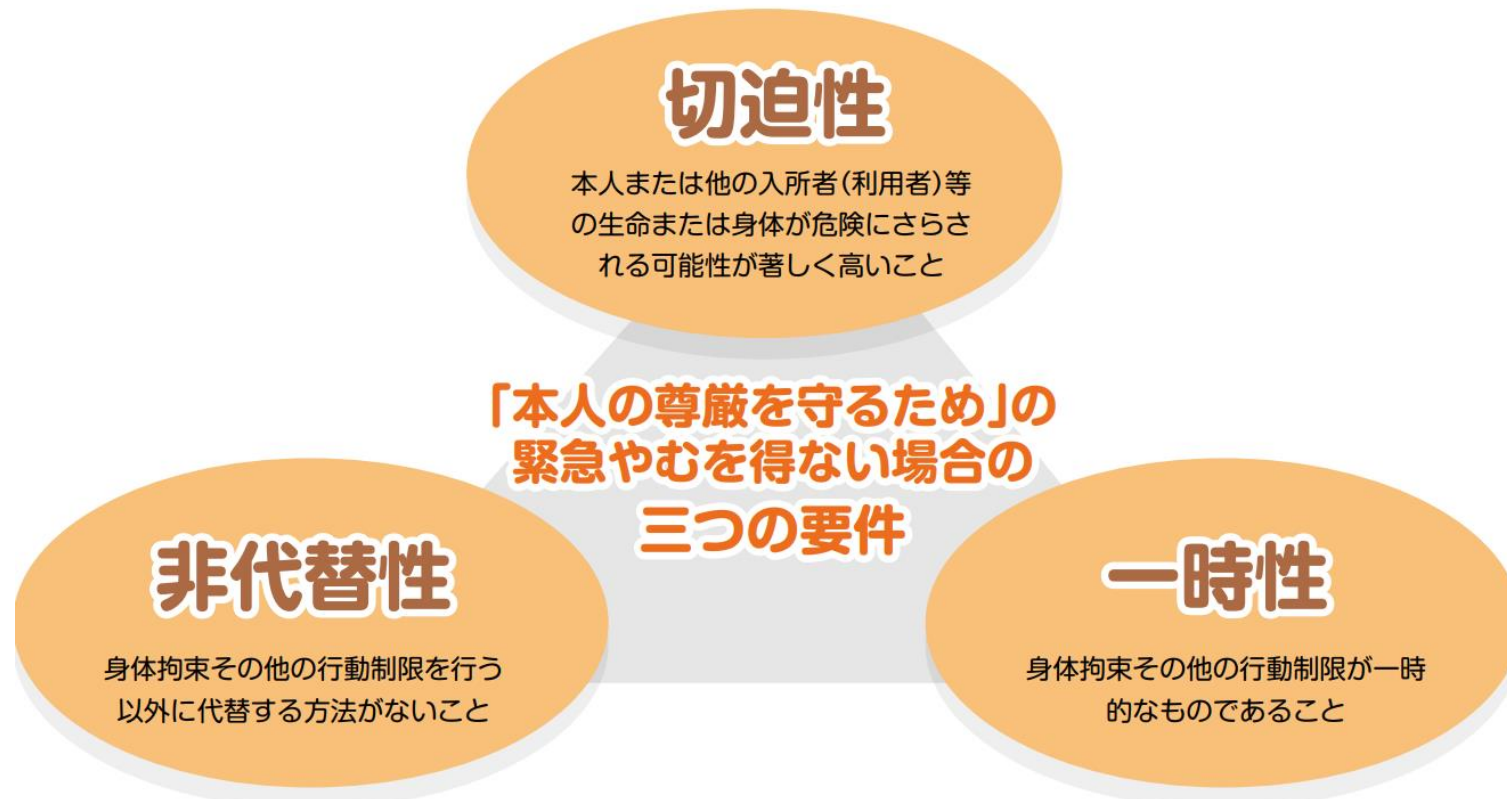 切迫性
本人または他の入所者(利用者)等
の生命または身体が危険にさらさ
れる可能性が著しく高いこと
「本人の尊厳を守るため」の
緊急やむを得ない場合の
三つの要件
非代替性
身体拘束その他の行動制限を行う
以外に代替する方法がないこと
一時性
身体拘束その他の行動制限が一時
的なものであること